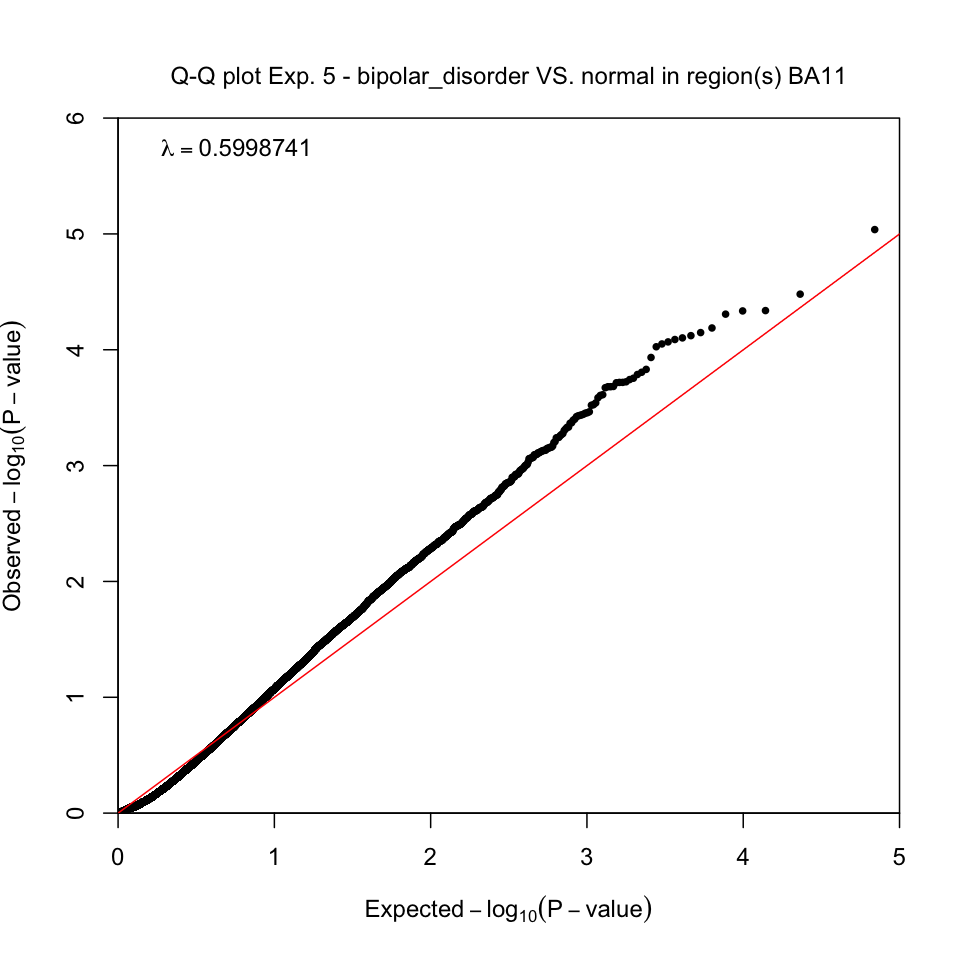 Q-Q plot Exp. 5 - bipolar_disorder VS. normal in region(s) BA11
λ = 0.5998741
6
5
4
3
2
1
0
Observed − log10(P − value)
0 1 2 3 4 5
Expected − log10(P − value)